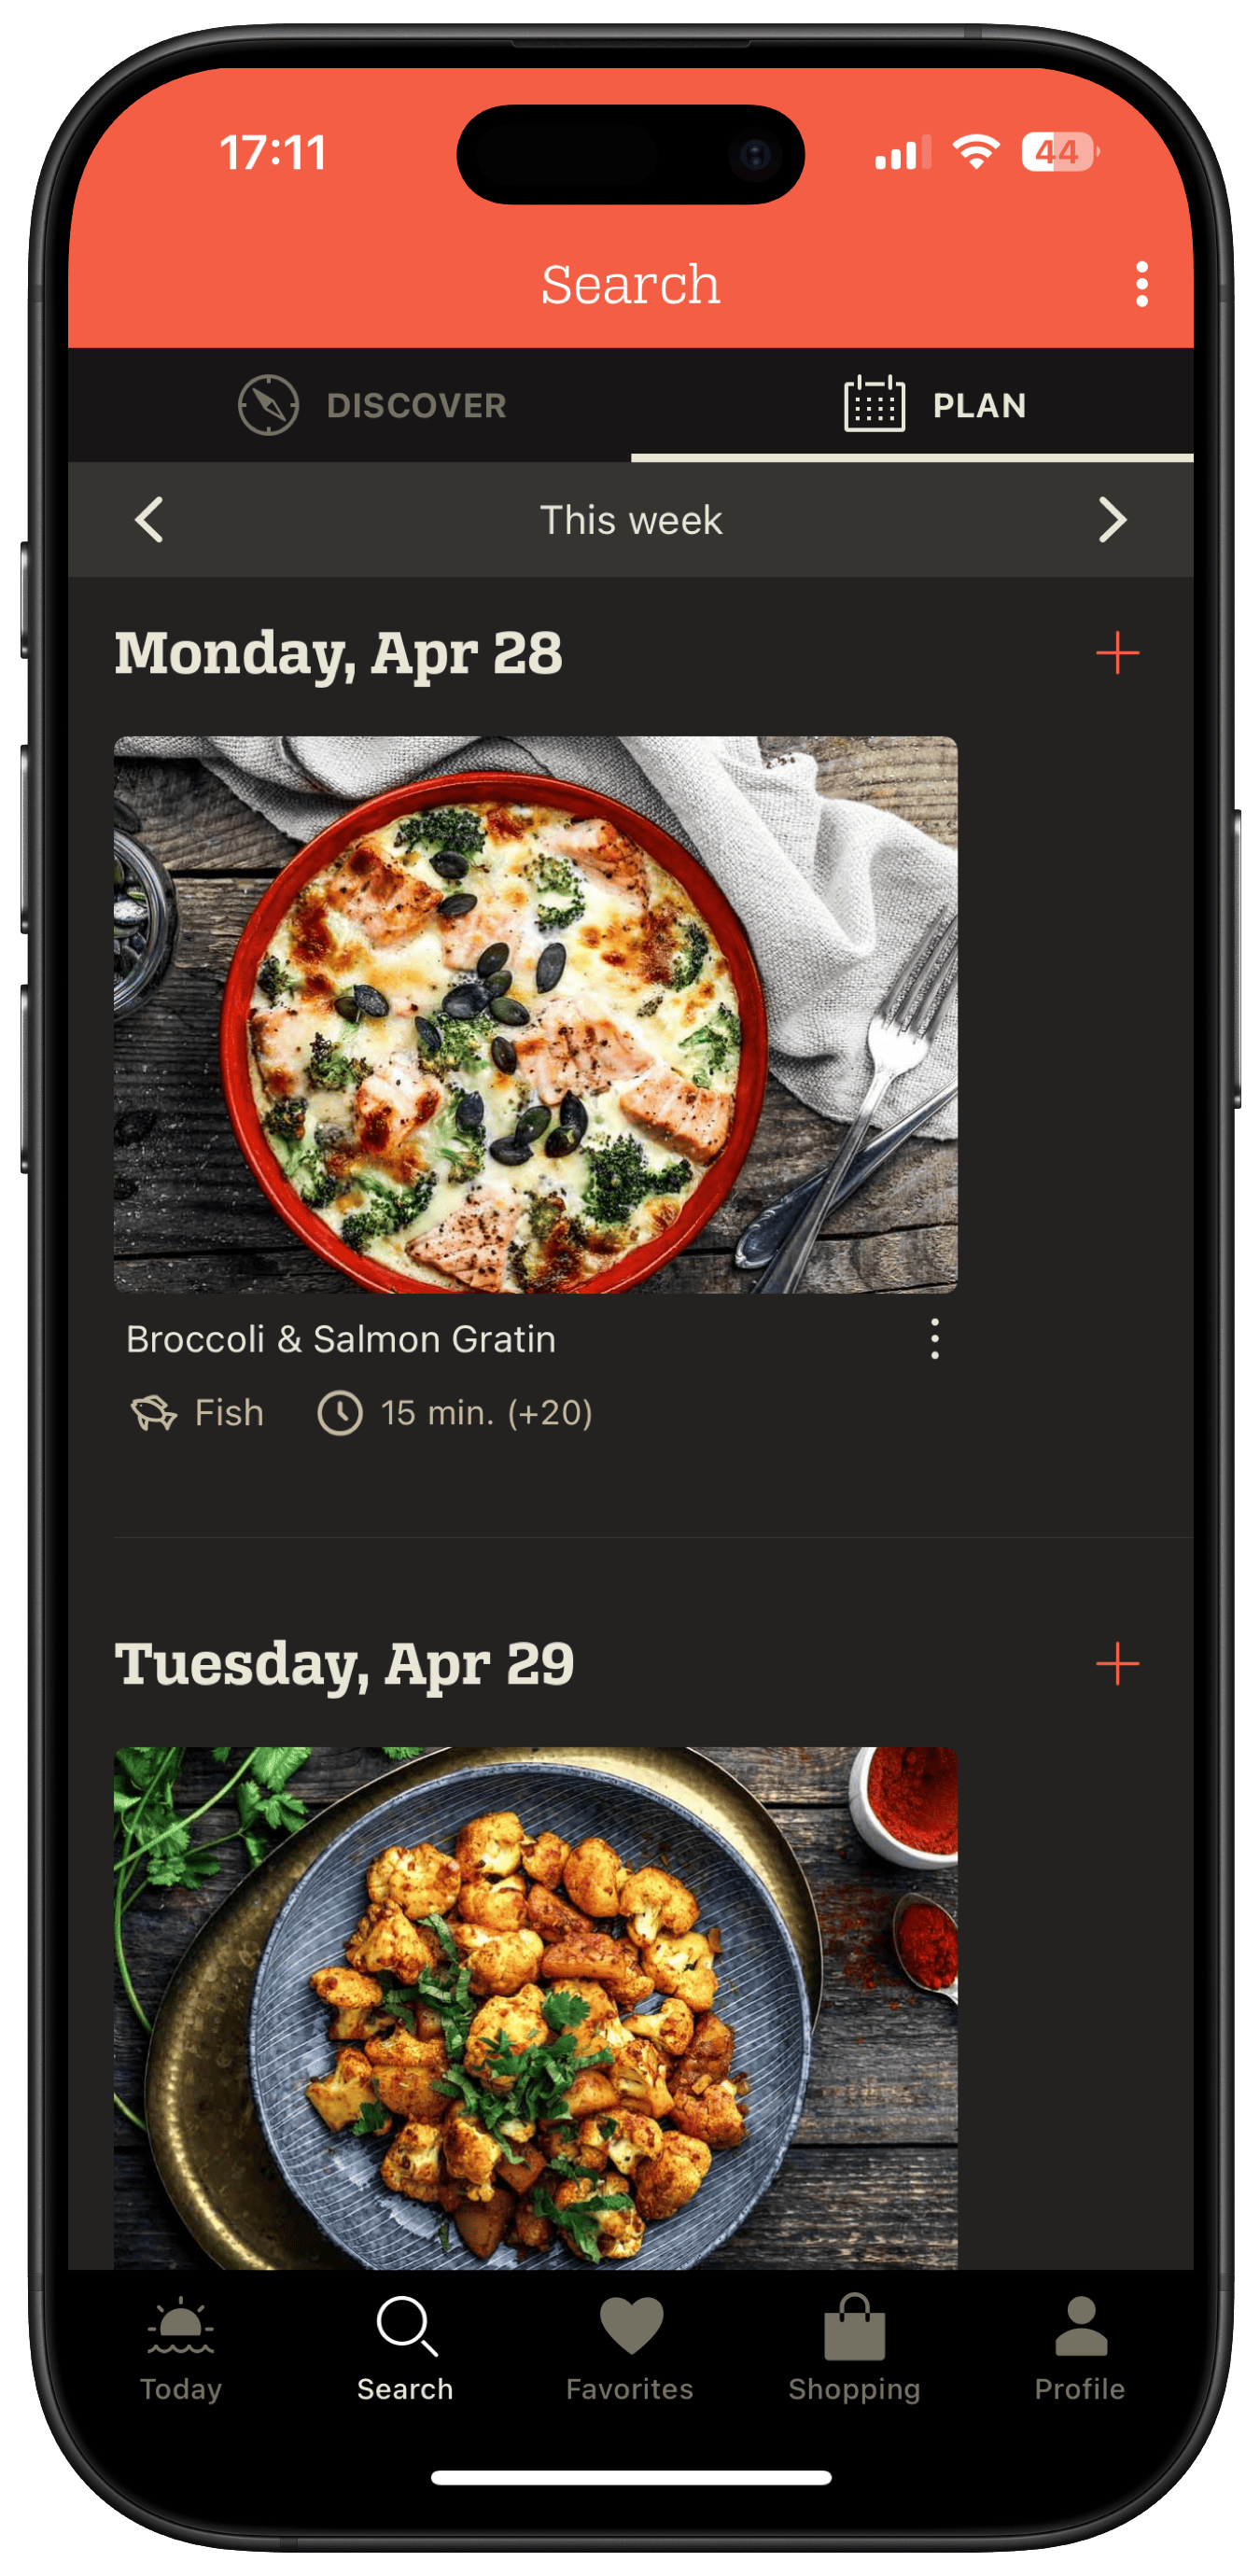 17:11
44
Search
DISCOVER
PLAN
This week
Monday, Apr 28
Broccoli & Salmon Gratin
Fish
15 min. (+20)
Tuesday, Apr 29
Today
Search
Favorites
Shopping
Profile